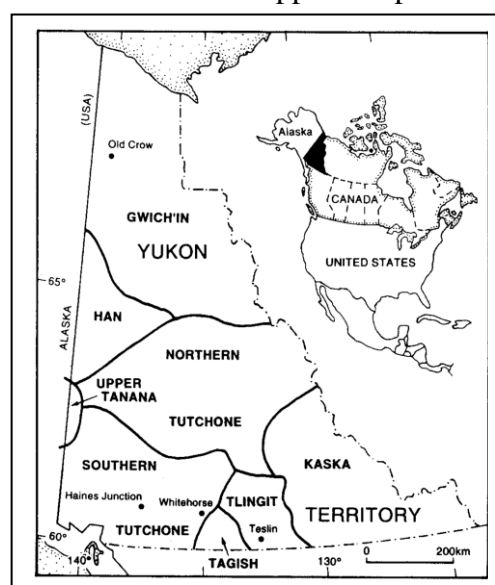 (USA)
Old Crow
Alaska
GWICH'IN
YUKON
CANADA
65°
UNITED STATES
ALASKA
HAN
NORTHERN
UPPER
TANANA
TUTCHONE
SOUTHERN
KASKA
Haines Junction
Whitehorse
TLINGIT
TERRITORY
TUTCHONE
Teslin
TAGISH
60°
140°
130°
0
200km